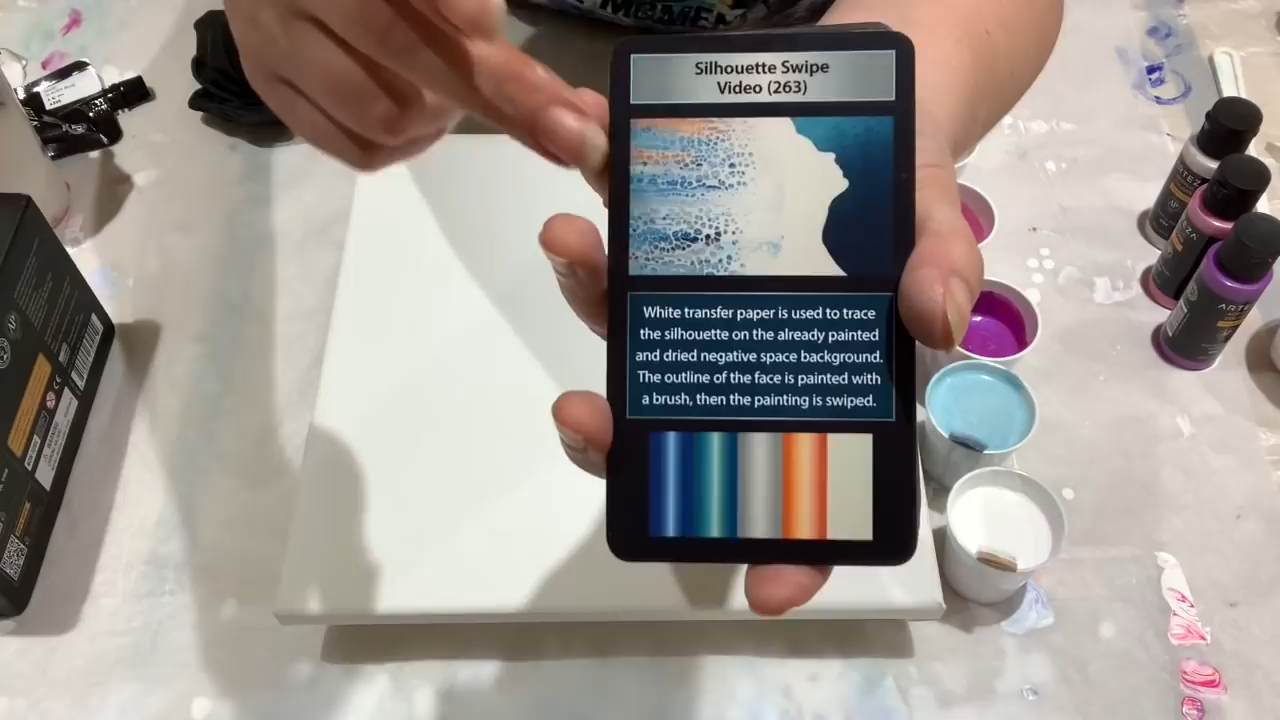 MOMEN
Silhouette Swipe
Video (263)
White transfer paper is used to trace
the silhouette on the already painted
and dried negative space background.
The outline of the face is painted with
a brush, then the painting is swiped.